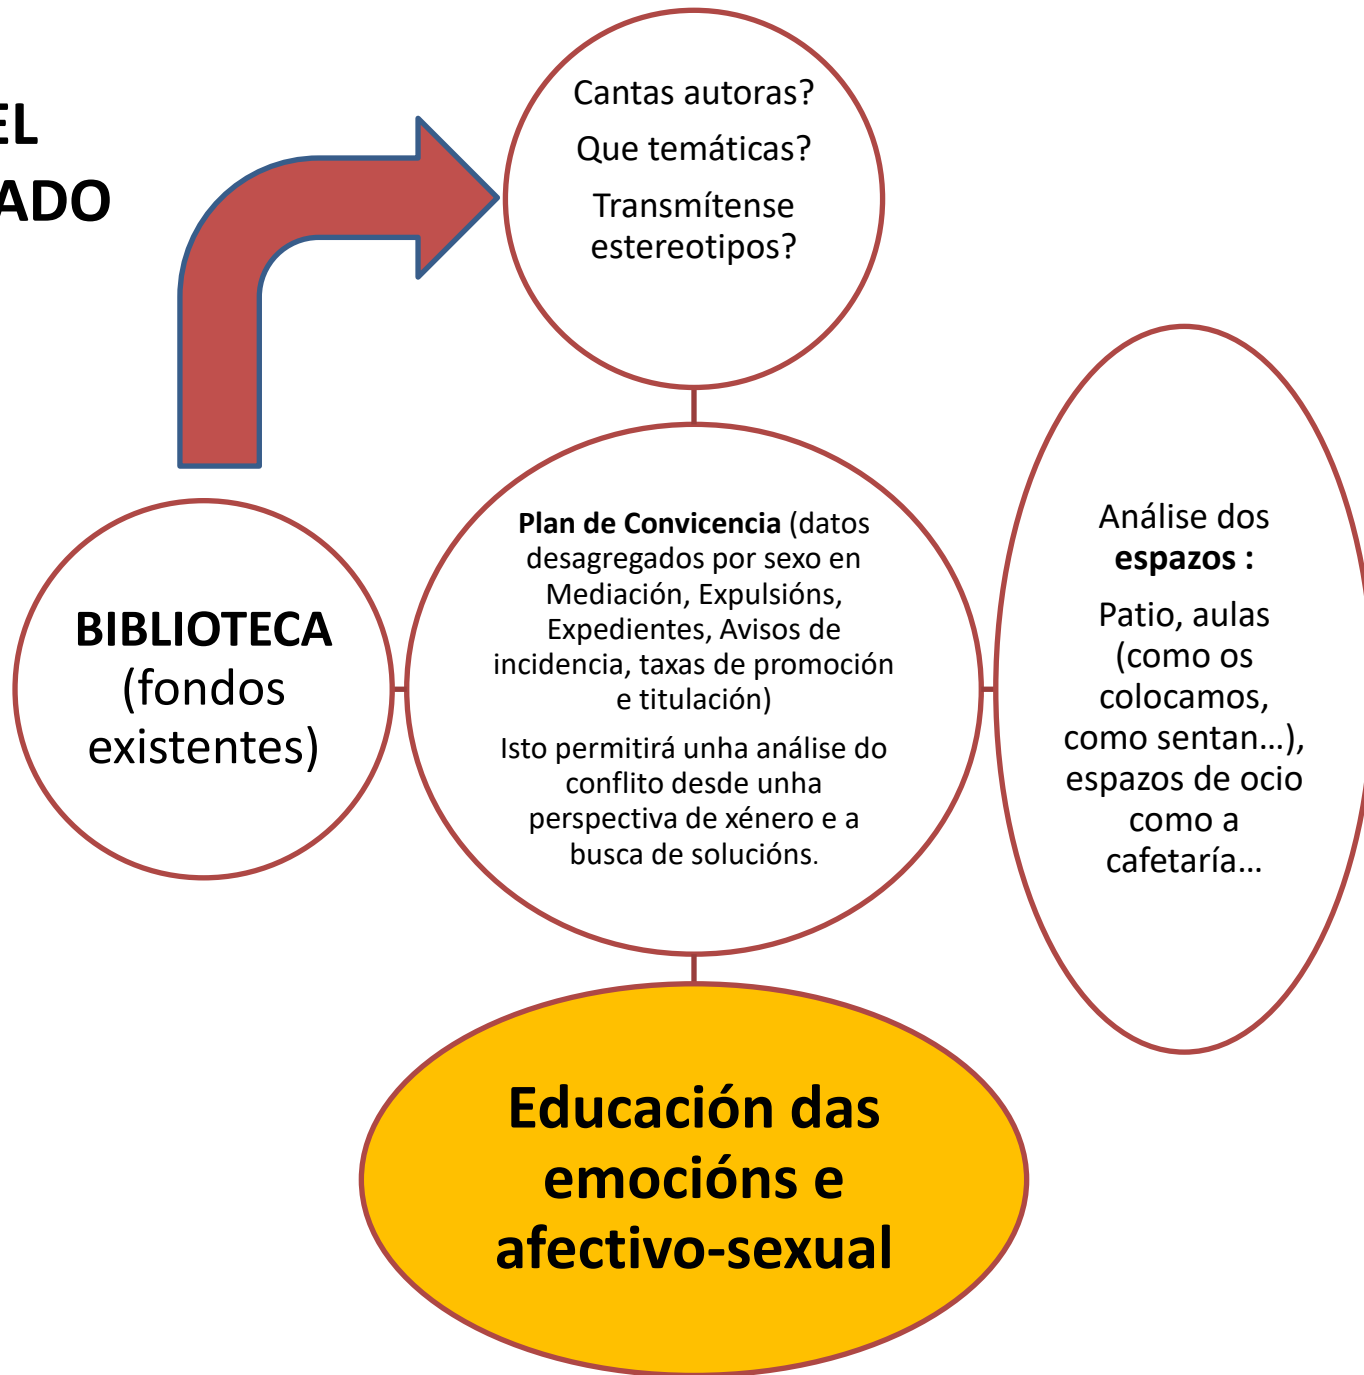 EL
ADO
Cantas autoras?
Que temáticas?
Transmítense
estereotipos?
BIBLIOTECA
(fondos
existentes)
Plan de Convicencia (datos
desagregados por sexo en
Mediación, Expulsións,
Expedientes, Avisos de
incidencia, taxas de promoción
e titulación)
Isto permitirá unha análise do
conflito desde unha
perspectiva de xénero e a
busca de solucións.
Análise dos
espazos :
Patio, aulas
(como os
colocamos,
como sentan…),
espazos de ocio
como a
cafetaría…
Educación das
emocións e
afectivo-sexual